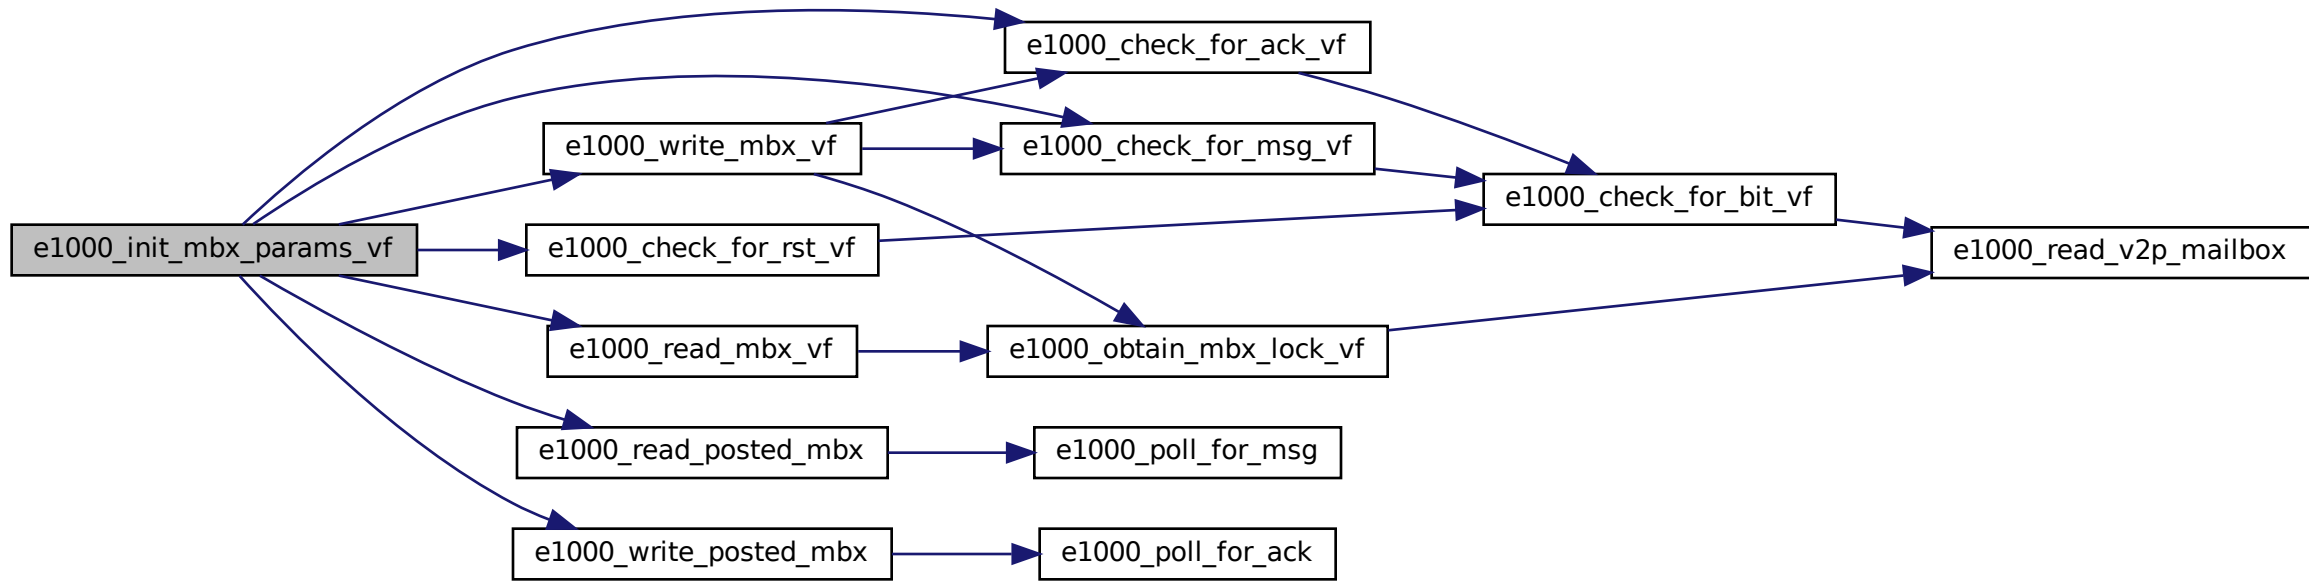 e1000_check_for_ack_vf
e1000_write_mbx_vf
e1000_check_for_msg_vf
e1000_check_for_bit_vf
e1000_init_mbx_params_vf
e1000_check_for_rst_vf
e1000_read_v2p_mailbox
e1000_read_mbx_vf
e1000_obtain_mbx_lock_vf
e1000_read_posted_mbx
e1000_poll_for_msg
e1000_write_posted_mbx
e1000_poll_for_ack